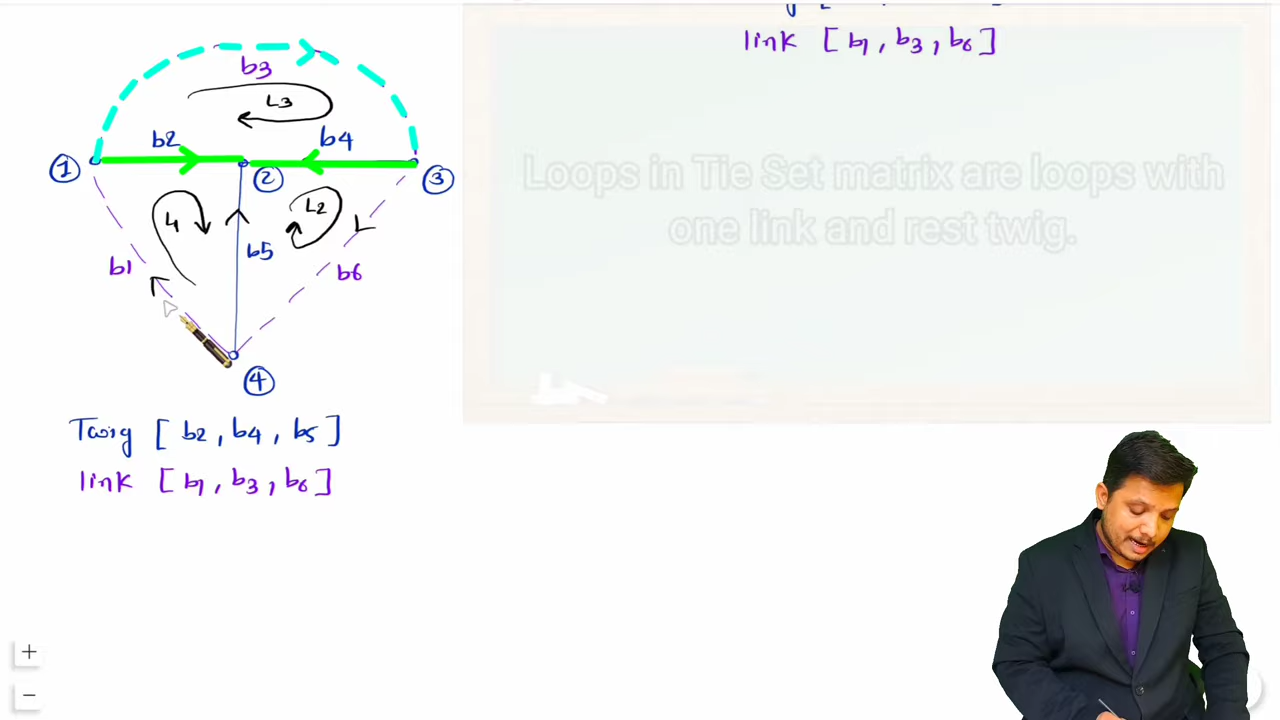 link [b1, b3, b6]
b3
L3
b2
b4
1
2
3
L1
L2
b5
b1
b6
4
Twig [b2, b4, b5]
link [b1, b3, b6]
Loops in Tie Set matrix are loops with
one link and rest twig.
+
−